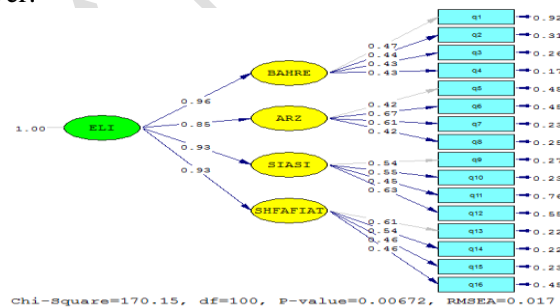 er.
q1 0.92
0.47 q2 0.31
0.44
BAHRE 0.43 q3 0.26
0.43 q4 0.17
0.96 q5 0.48
0.42 q6 0.45
0.85 ARZ 0.67
0.61 q7 0.23
1.00 ELI 0.42 q8 0.25
0.93 0.54 q9 0.27
SIASI 0.55 q10 0.23
0.93 0.45 q11 0.76
0.63 q12 0.55
SHFAFIAT 0.61 q13 0.22
0.54 q14 0.22
0.46
0.46 q15 0.23
q16
Chi-Square=170.15, df=100, P-value=0.00672, RMSEA=0.017